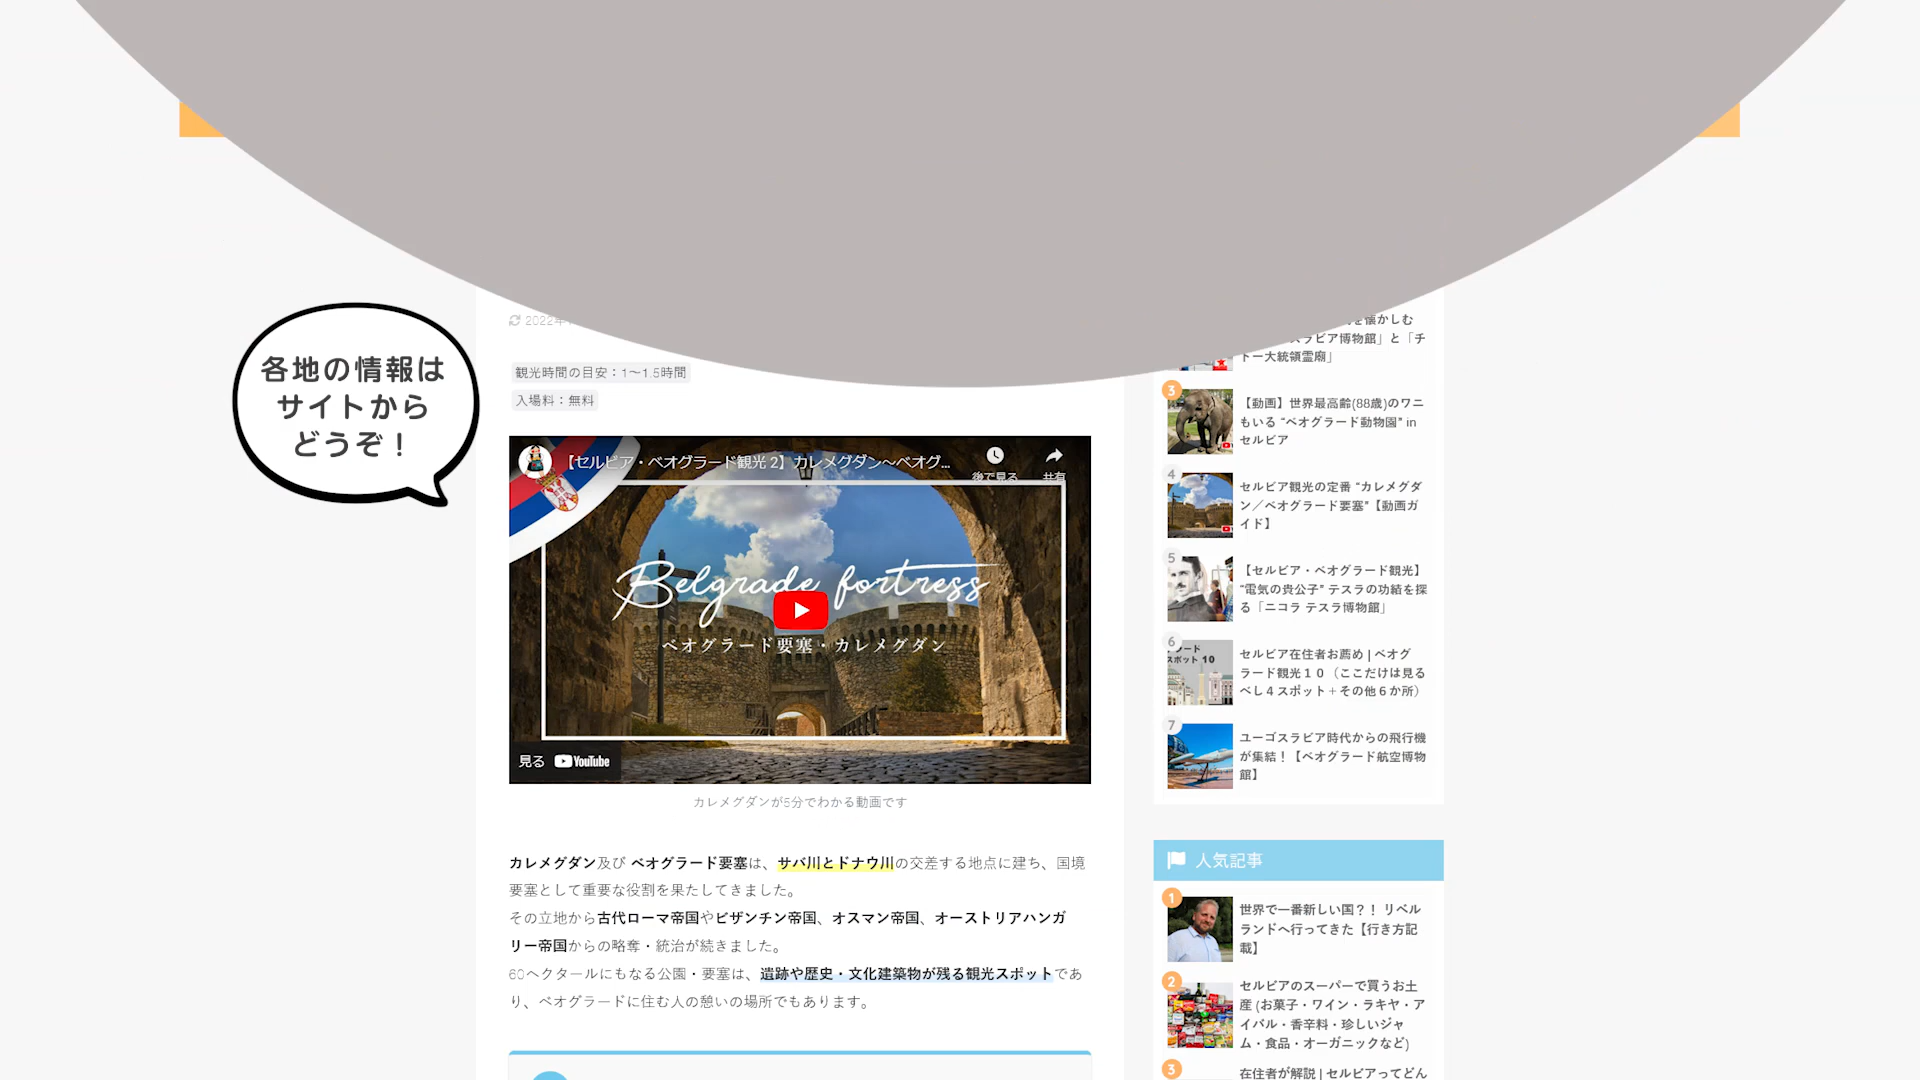 各地の情報は
サイトから
どうぞ！
2022年
観光時間の目安：1〜1.5時間
入場料：無料
【セルビア・ベオグラード観光 2】カレメグダン〜ベオグ...
後で見る
共有
Belgrade fortress
ベオグラード要塞・カレメグダン
見る YouTube
カレメグダンが5分でわかる動画です
カレメグダン及び ベオグラード要塞は、サバ川とドナウ川の交差する地点に建ち、国境
要塞として重要な役割を果たしてきました。
その立地から古代ローマ帝国やビザンチン帝国、オスマン帝国、オーストリアハンガ
リー帝国からの略奪・統治が続きました。
60ヘクタールにもなる公園・要塞は、遺跡や歴史・文化建築物が残る観光スポットであ
り、ベオグラードに住む人の憩いの場所でもあります。
を懐かしむ
スラビア博物館」と「チ
トー大統領霊廟」
3
【動画】世界最高齢(88歳)のワニ
もいる “ベオグラード動物園” in
セルビア
4
セルビア観光の定番 “カレメグダ
ン／ベオグラード要塞”【動画ガ
イド】
5
【セルビア・ベオグラード観光】
“電気の貴公子” テスラの功績を探
る「ニコラ テスラ博物館」
6
ード
スポット 10
セルビア在住者お薦め | ベオグ
ラード観光１０（ここだけは見る
べし４スポット＋その他６か所）
7
ユーゴスラビア時代からの飛行機
が集結！【ベオグラード航空博物
館】
人気記事
1
世界で一番新しい国？！ リベル
ランドへ行ってきた【行き方記
載】
2
セルビアのスーパーで買うお土
産 (お菓子・ワイン・ラキヤ・ア
イバル・香辛料・珍しいジャ
ム・食品・オーガニックなど)
3
在住者が解説 | セルビアってどん